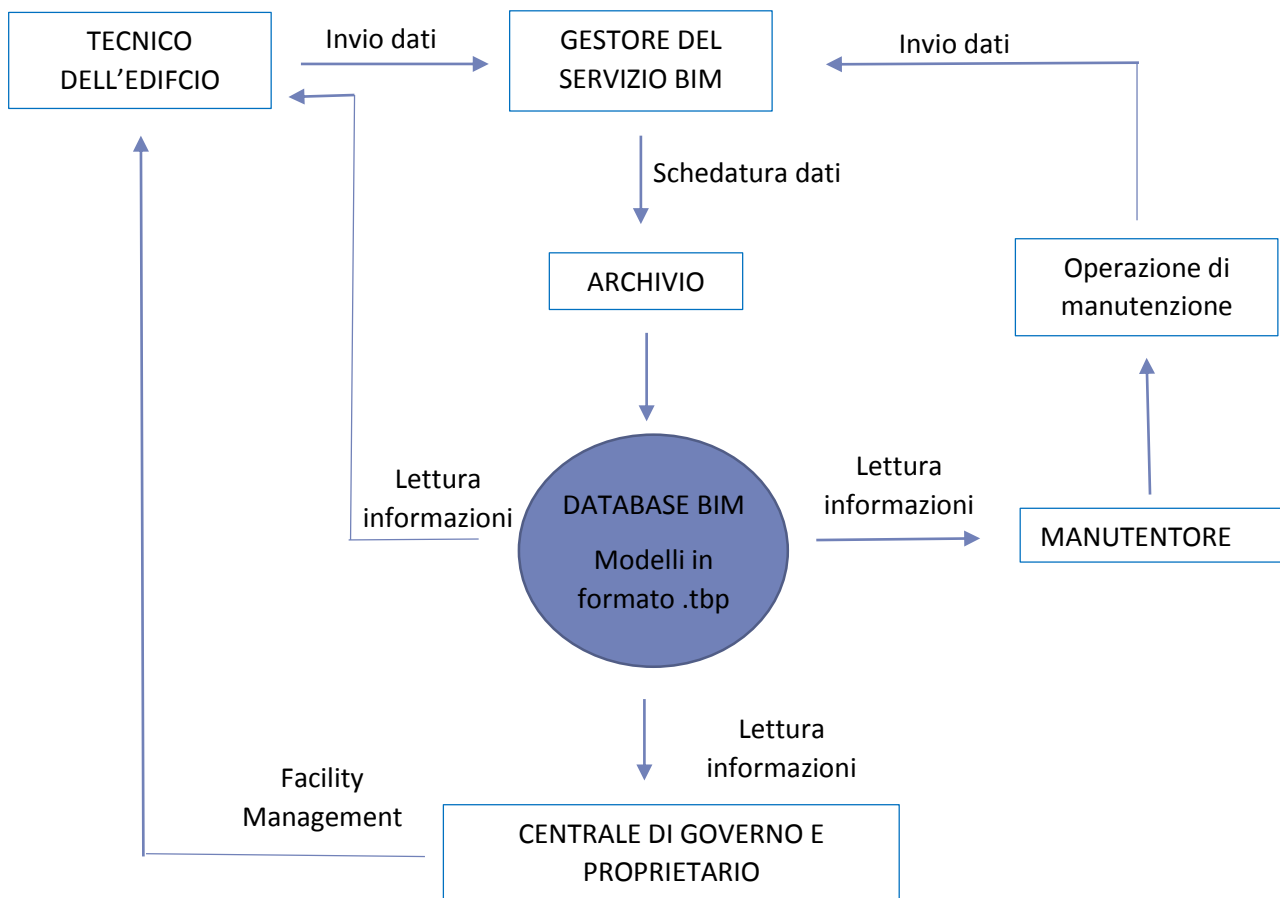 TECNICO
DELL’EDIFCIO
Invio dati
GESTORE DEL
SERVIZIO BIM
Invio dati
Schedatura dati
ARCHIVIO
Operazione di
manutenzione
Lettura
informazioni
DATABASE BIM
Modelli in
formato .tbp
Lettura
informazioni
MANUTENTORE
Lettura
informazioni
Facility
Management
CENTRALE DI GOVERNO E
PROPRIETARIO